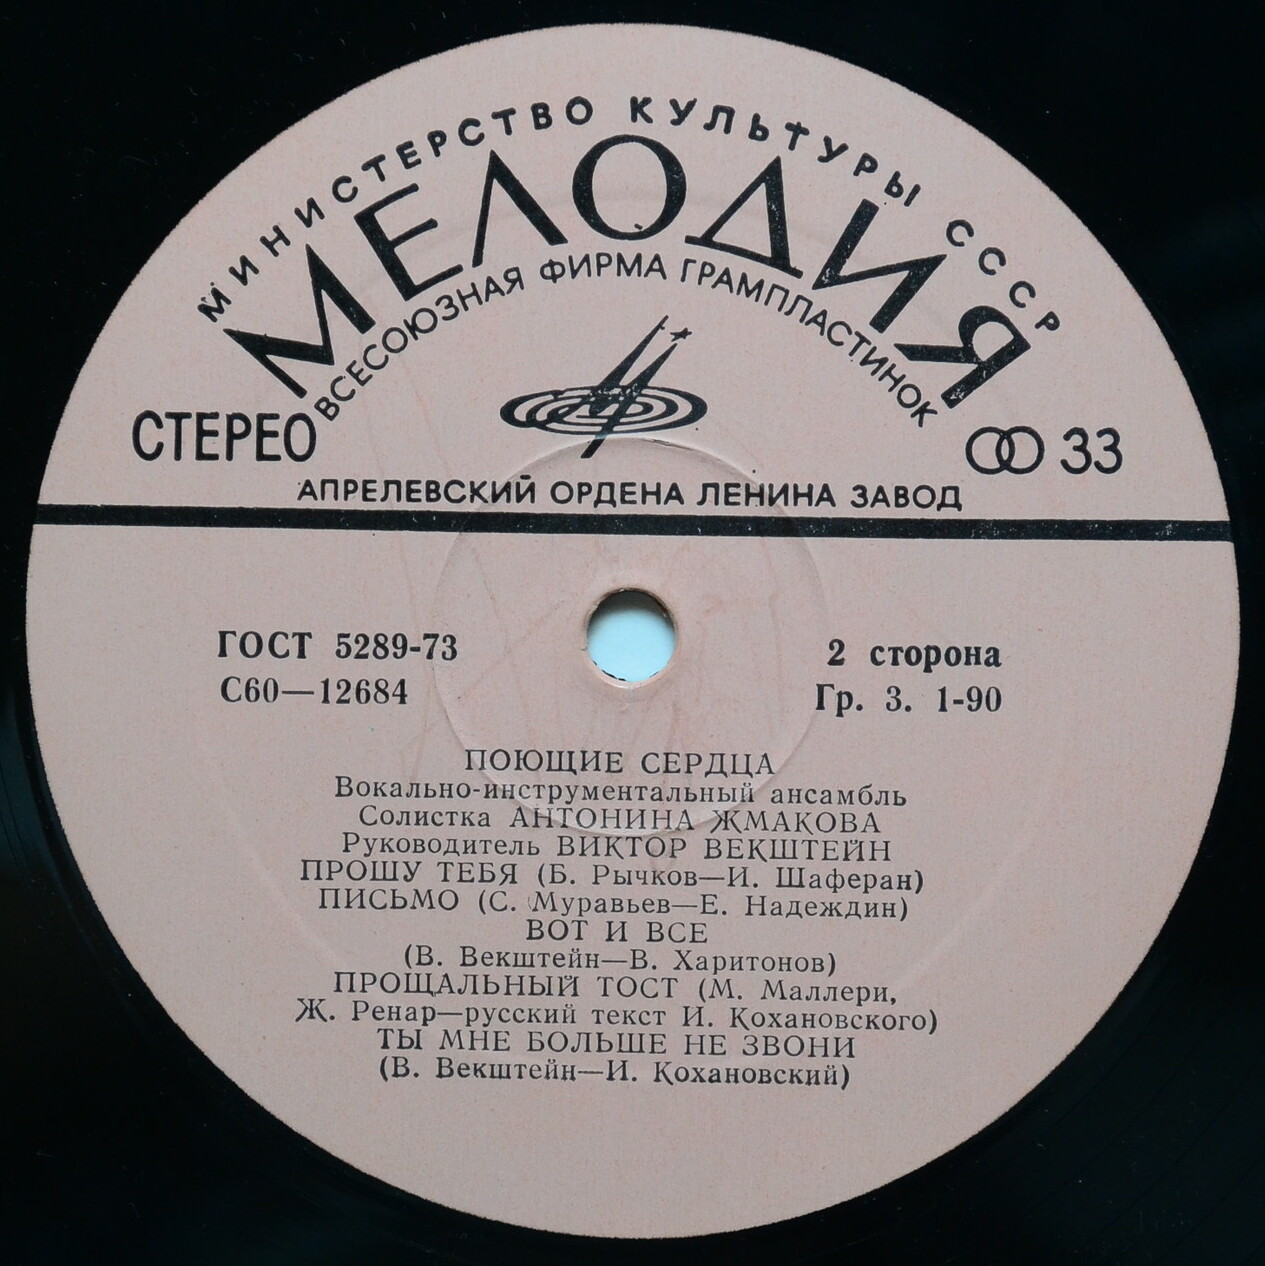 МИНИСТЕРСТВО КУЛЬТУРЫ СССР
МЕЛОДИЯ
ВСЕСОЮЗНАЯ ФИРМА ГРАМПЛАСТИНОК
СТЕРЕО 33
АПРЕЛЕВСКИЙ ОРДЕНА ЛЕНИНА ЗАВОД
ГОСТ 5289-73 2 сторона
С60—12684 Гр. 3. 1-90
ПОЮЩИЕ СЕРДЦА
Вокально-инструментальный ансамбль
Солистка АНТОНИНА ЖМАКОВА
Руководитель ВИКТОР ВЕКШТЕЙН
ПРОШУ ТЕБЯ (Б. Рычков—И. Шаферан)
ПИСЬМО (С. Муравьев—Е. Надеждин)
ВОТ И ВСЕ
(В. Векштейн—В. Харитонов)
ПРОЩАЛЬНЫЙ ТОСТ (М. Маллери,
Ж. Ренар—русский текст И. Кохановского)
ТЫ МНЕ БОЛЬШЕ НЕ ЗВОНИ
(В. Векштейн—И. Кохановский)